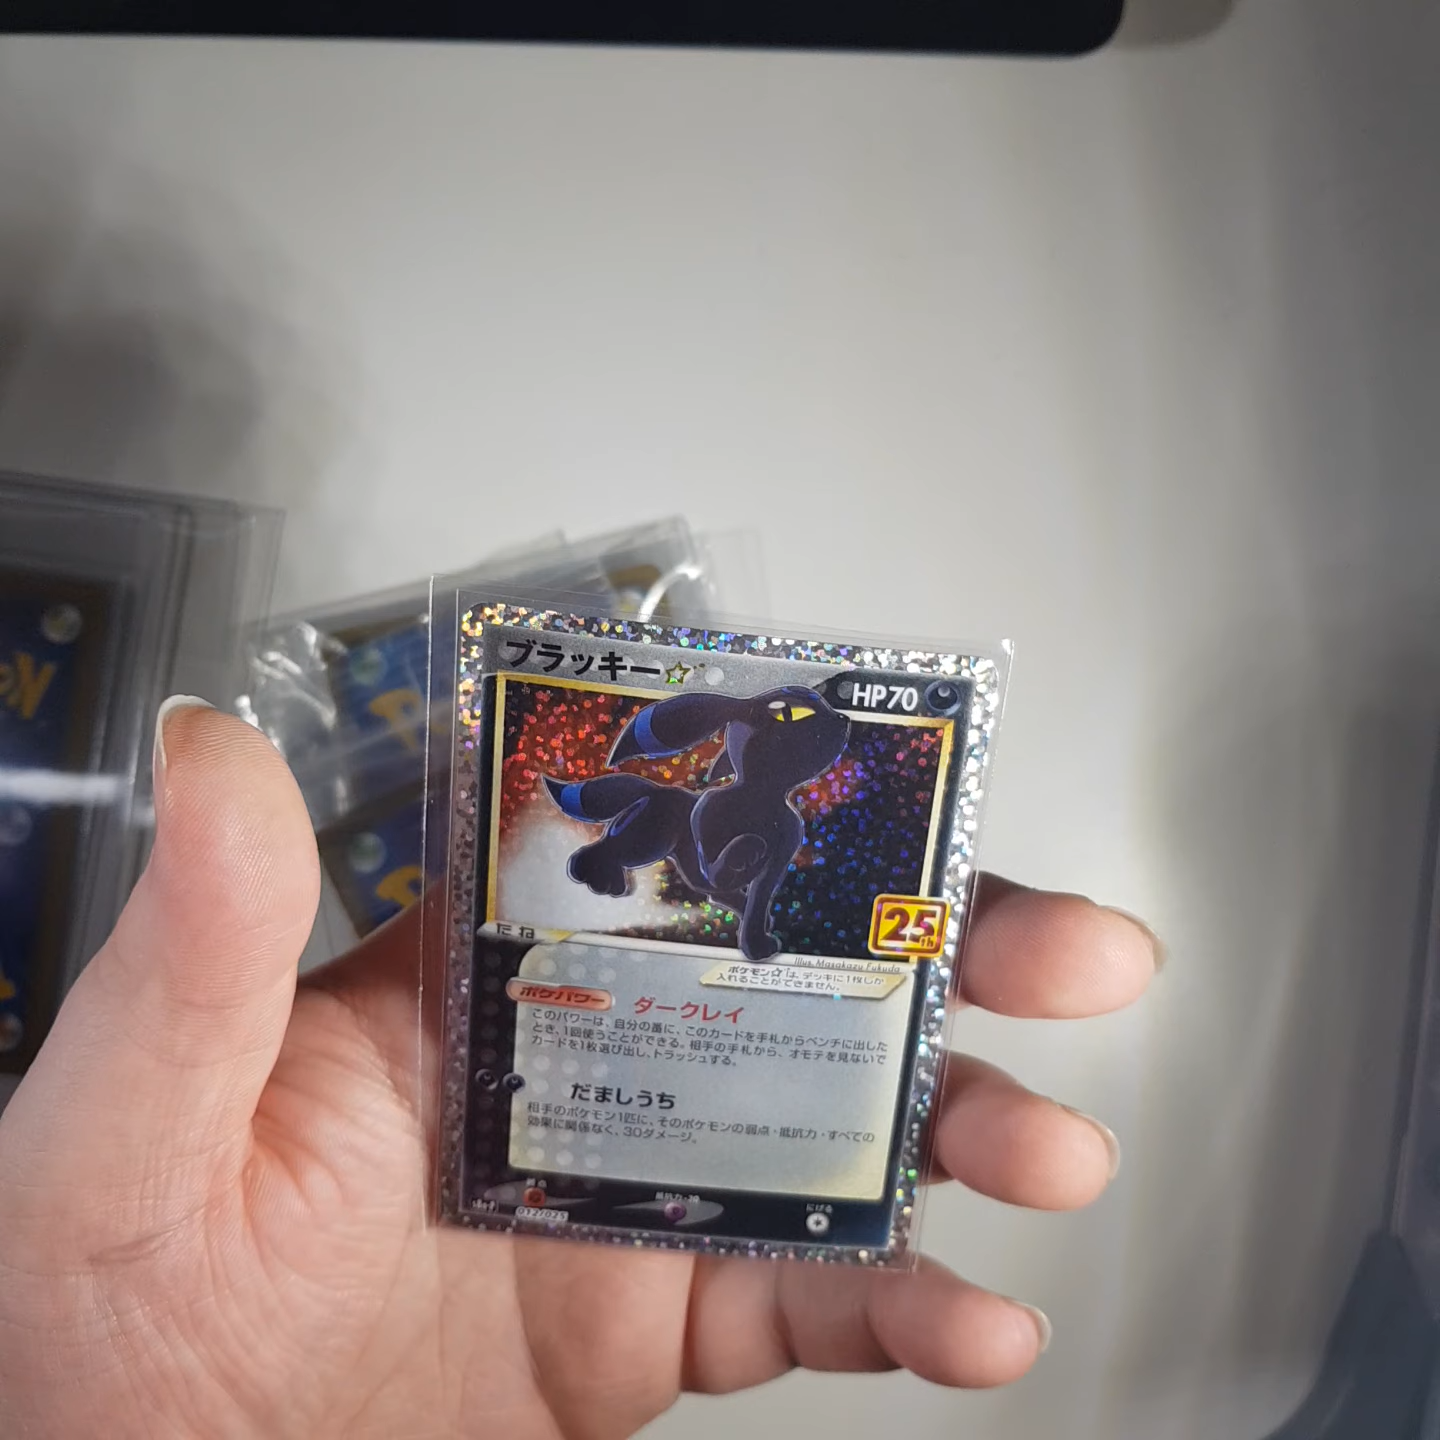 ブラッキー☆
HP70
25th
たね
Illus. Masakazu Fukuda
ポケモン☆は、デッキに1枚しか
入れることができません。
ポケパワー ダークレイ
このパワーは、自分の番に、このカードを手札からベンチに出した
とき、1回使うことができる。相手の手札から、オモテを見ないで
カードを1枚選び出し、トラッシュする。
だましうち
相手のポケモン1匹に、そのポケモンの弱点・抵抗力・すべての
効果に関係なく、30ダメージ。
弱点
抵抗力 -30
にげる
012/025